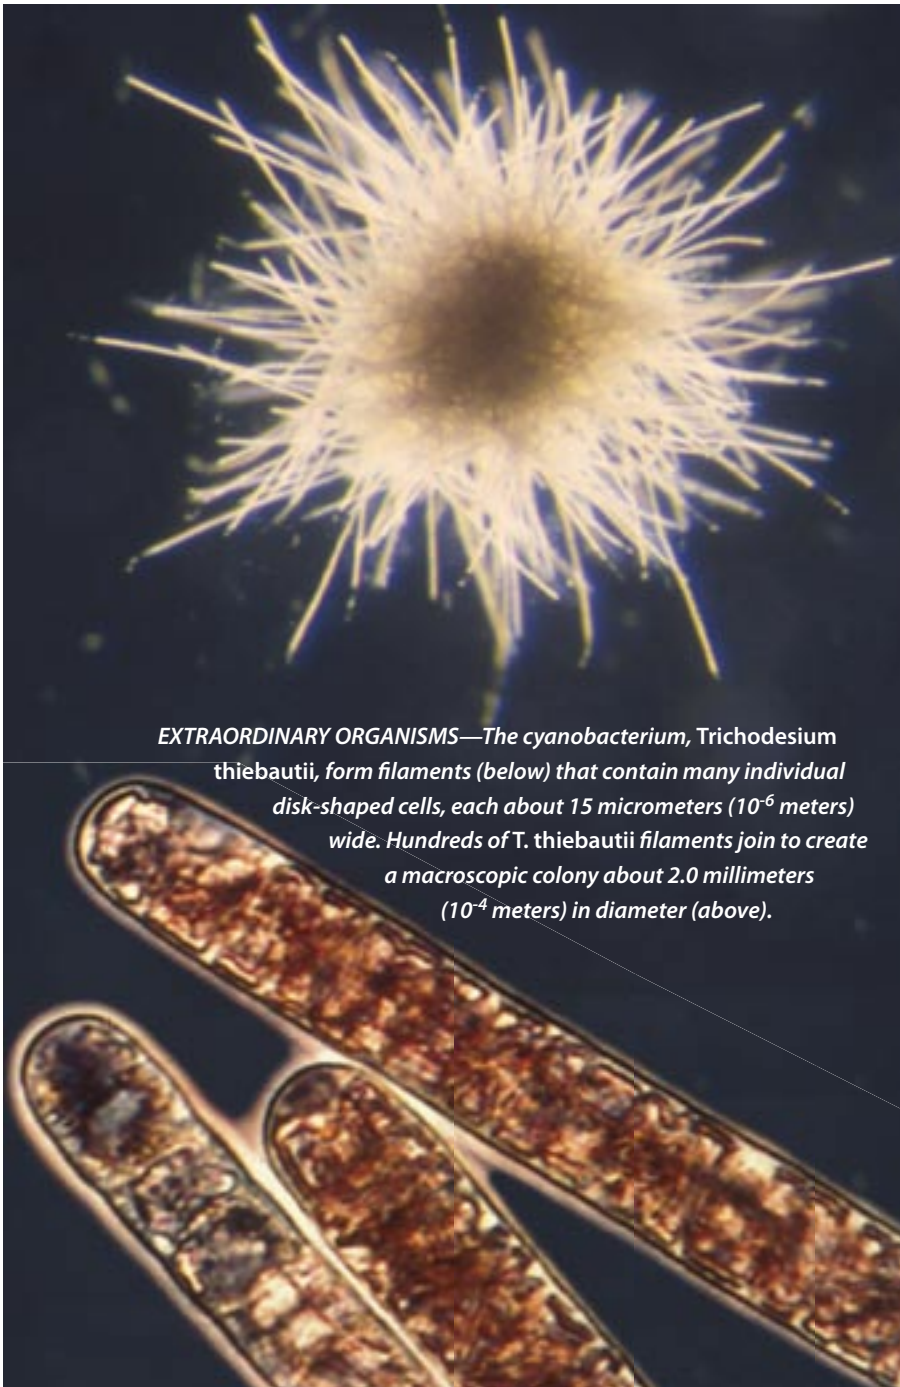 EXTRAORDINARY ORGANISMS—The cyanobacterium, Trichodesium
thiebautii, form filaments (below) that contain many individual
disk-shaped cells, each about 15 micrometers (10⁻⁶ meters)
wide. Hundreds of T. thiebautii filaments join to create
a macroscopic colony about 2.0 millimeters
(10⁻⁴ meters) in diameter (above).